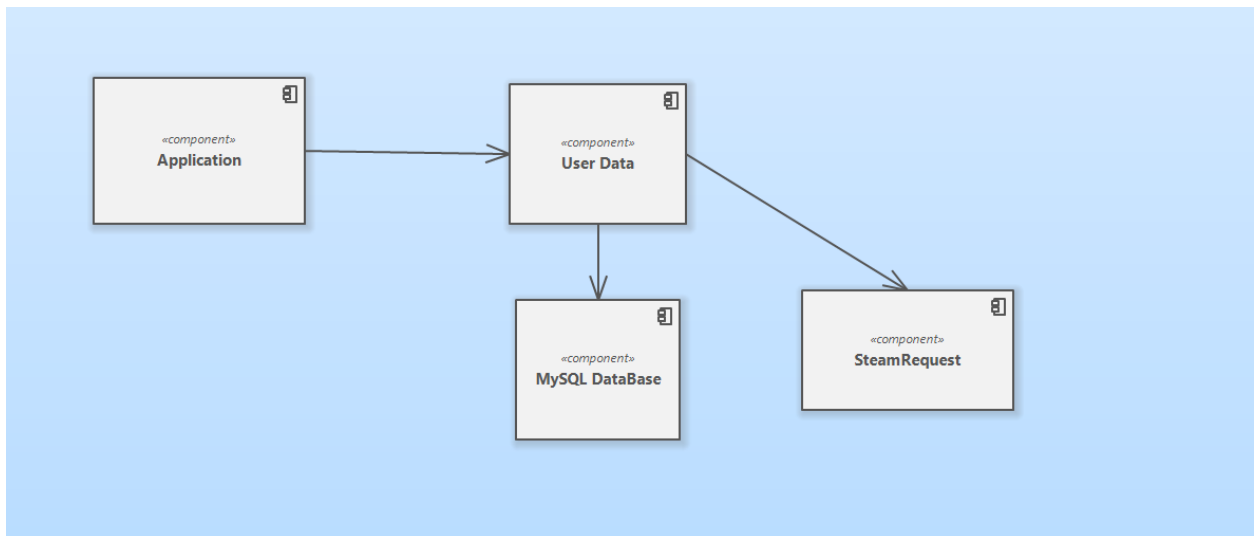 «component»
Application
«component»
User Data
«component»
MySQL DataBase
«component»
SteamRequest